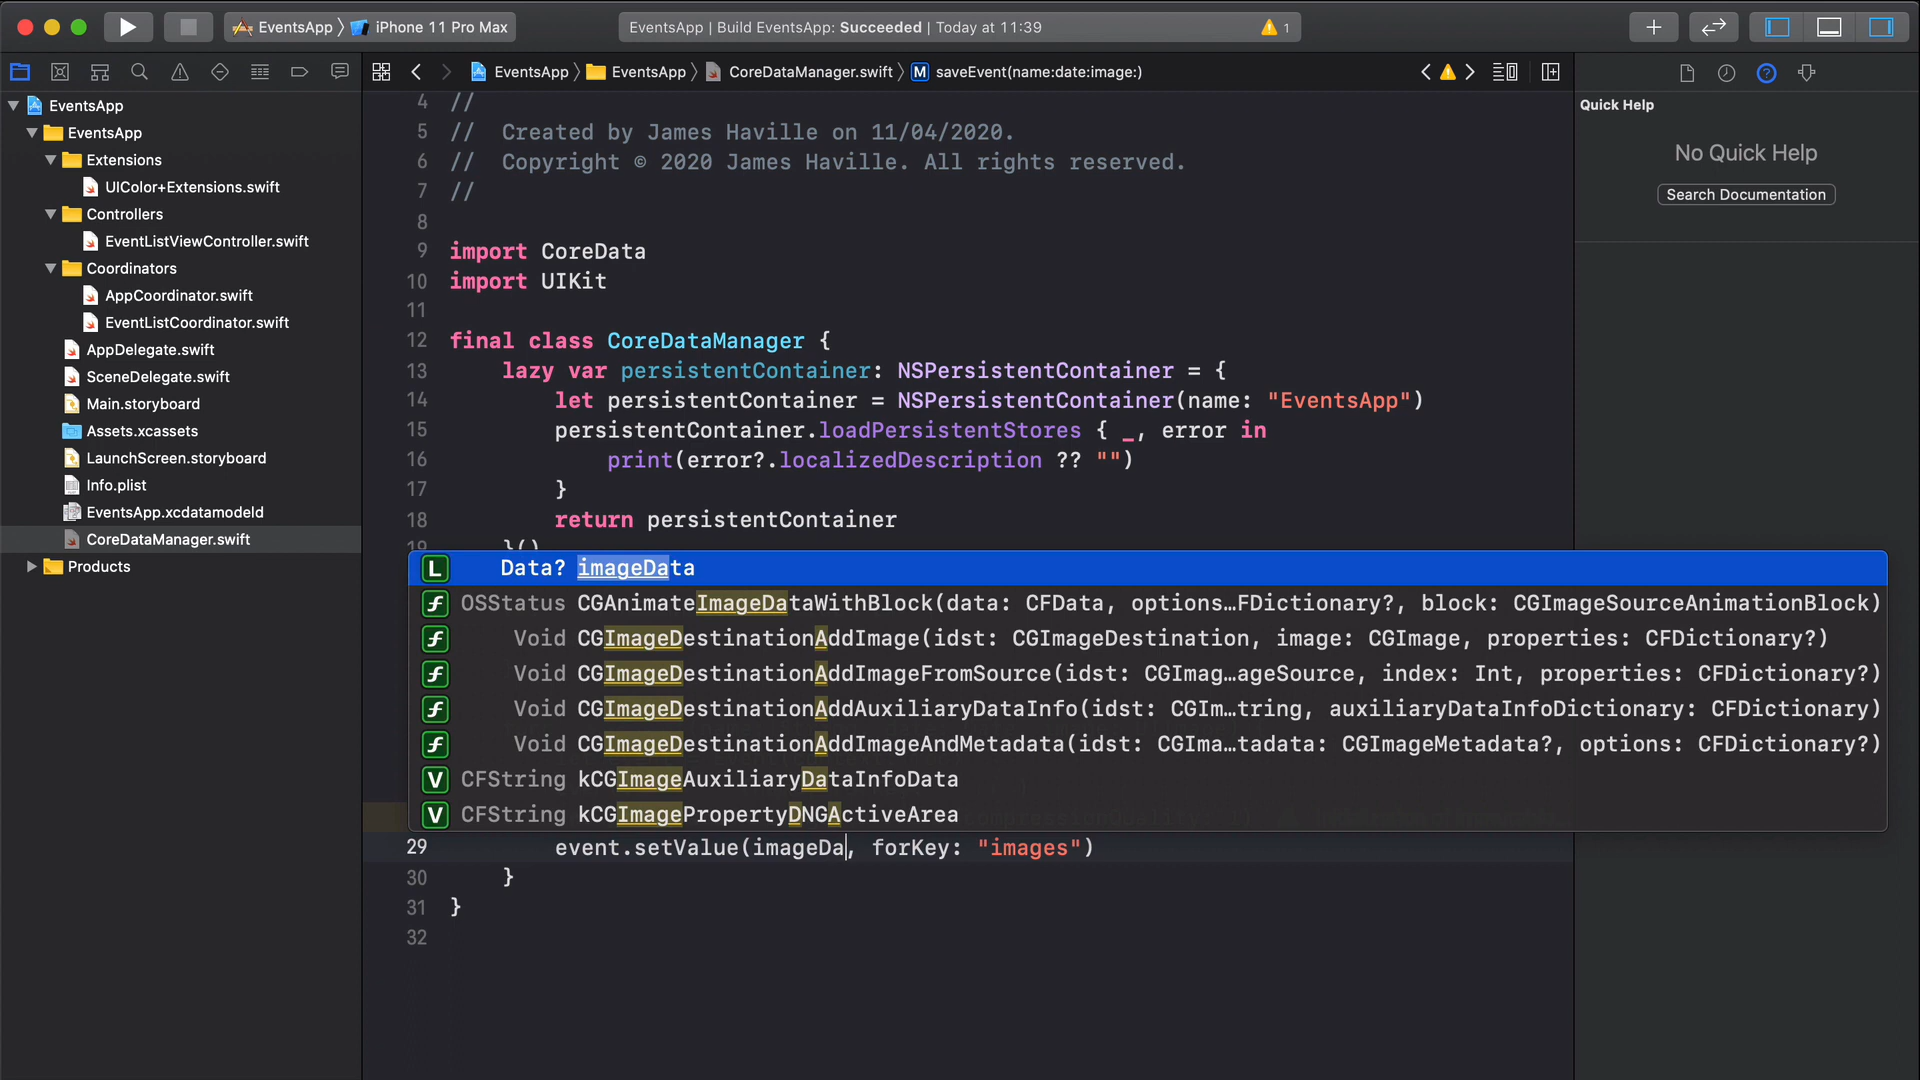 EventsApp
iPhone 11 Pro Max
EventsApp | Build EventsApp: Succeeded | Today at 11:39
1
EventsApp
EventsApp
CoreDataManager.swift
M
saveEvent(name:date:image:)
EventsApp
EventsApp
Extensions
UIColor+Extensions.swift
Controllers
EventListViewController.swift
Coordinators
AppCoordinator.swift
EventListCoordinator.swift
AppDelegate.swift
SceneDelegate.swift
Main.storyboard
Assets.xcassets
LaunchScreen.storyboard
Info.plist
EventsApp.xcdatamodeld
CoreDataManager.swift
Products
4 //
5 //  Created by James Haville on 11/04/2020.
6 //  Copyright © 2020 James Haville. All rights reserved.
7 //
8
9 import CoreData
10 import UIKit
11
12 final class CoreDataManager {
13     lazy var persistentContainer: NSPersistentContainer = {
14         let persistentContainer = NSPersistentContainer(name: "EventsApp")
15         persistentContainer.loadPersistentStores { _, error in
16             print(error?.localizedDescription ?? "")
17         }
18         return persistentContainer
19     }()
L Data? imageData
f OSStatus CGAnimateImageDataWithBlock(data: CFData, options…FDictionary?, block: CGImageSourceAnimationBlock)
f Void CGImageDestinationAddImage(idst: CGImageDestination, image: CGImage, properties: CFDictionary?)
f Void CGImageDestinationAddImageFromSource(idst: CGImag…ageSource, index: Int, properties: CFDictionary?)
f Void CGImageDestinationAddAuxiliaryDataInfo(idst: CGIm…tring, auxiliaryDataInfoDictionary: CFDictionary)
f Void CGImageDestinationAddImageAndMetadata(idst: CGIma…tadata: CGImageMetadata?, options: CFDictionary?)
V CFString kCGImageAuxiliaryDataInfoData
V CFString kCGImagePropertyDNGActiveArea
29         event.setValue(imageDa, forKey: "images")
30     }
31 }
32
Quick Help
No Quick Help
Search Documentation